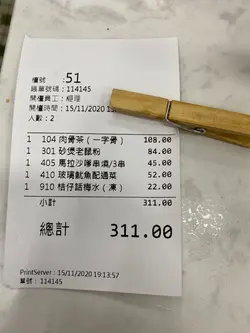 檯號 : 51
賬單號碼 : 114145
開檯員工 : 經理
開檯時間 : 15/11/2020 19:1
人數 : 2
1 104 肉骨茶 (一字骨) 108.00
1 301 砂煲老鼠粉 84.00
1 405 馬拉沙嗲串燒/3串 45.00
1 410 玻璃魷魚配通菜 52.00
1 910 桔仔話梅水 (凍) 22.00
小計 311.00
總計 311.00
PrintServer : 15/11/2020 19:13:57
單號 : 114145